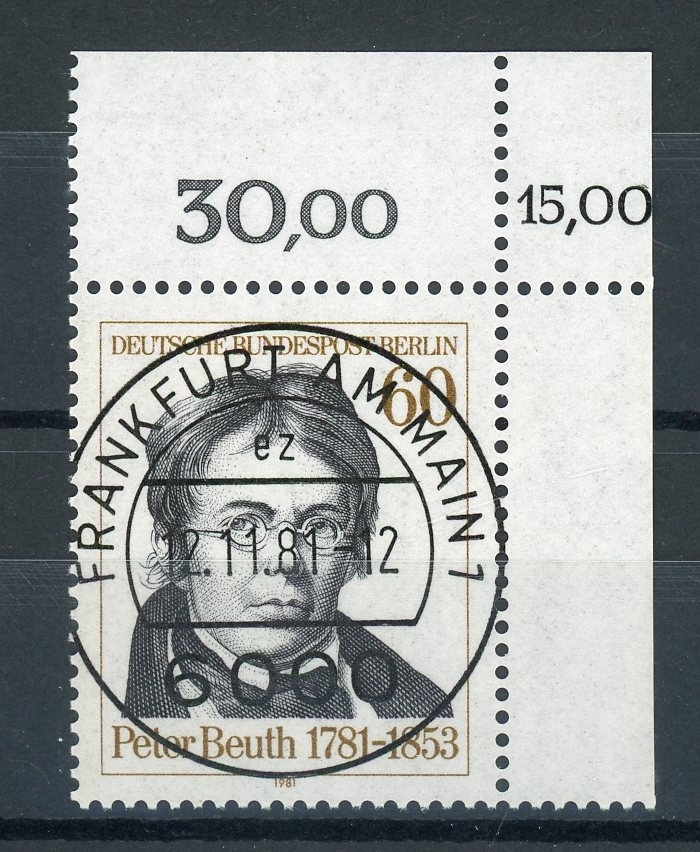 30,00
15,00
DEUTSCHE BUNDESPOST BERLIN
60
FRANKFURT AM MAIN 1
ez
12.11.81-12
6000
Peter Beuth 1781-1853
1981